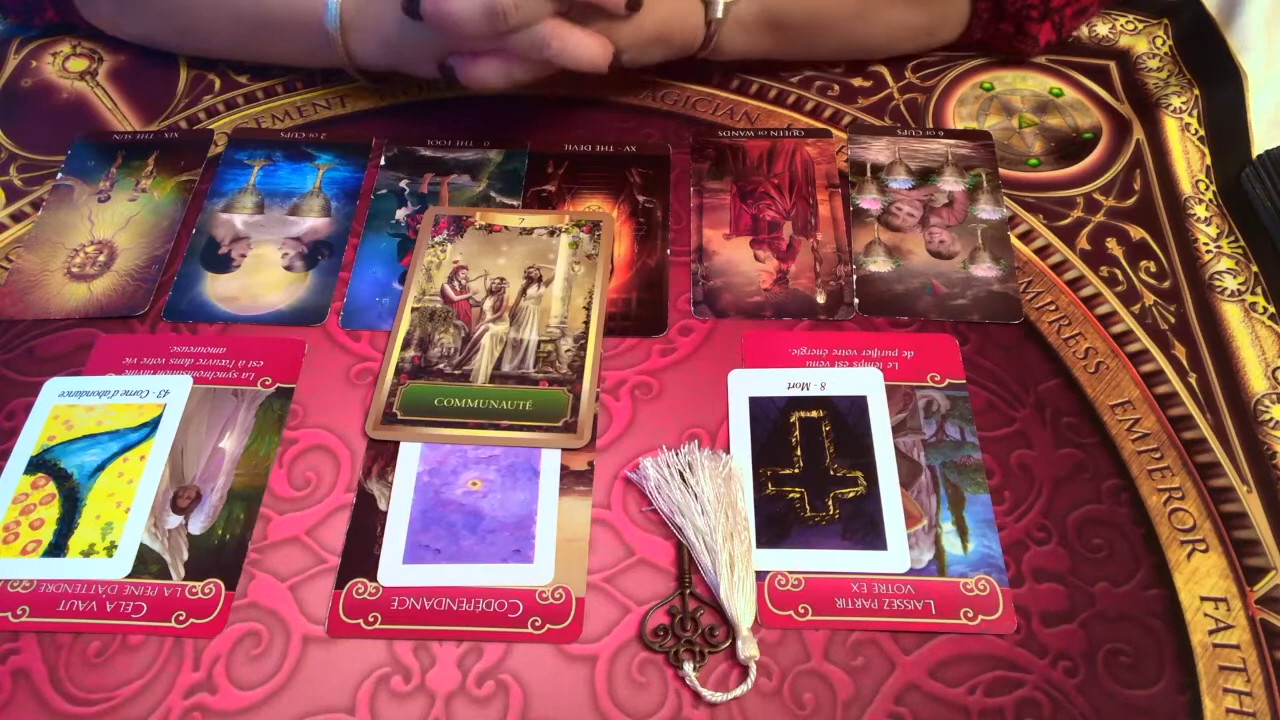 CEMENT
AGICIAN
XIX - THE SUN
2 OF CUPS
0 - THE FOOL
XV - THE DEVIL
QUEEN OF WANDS
6 OF CUPS
7
COMMUNAUTÉ
La synchronisation divine
est à l'œuvre dans votre vie
amoureuse.
43 - Corne d'abondance
CELA VAUT
LA PEINE D'ATTENDRE
CODÉPENDANCE
Le temps est venu
de purifier votre énergie.
8 - Mort
LAISSEZ PARTIR
VOTRE EX
EMPRESS
EMPEROR
FAITH